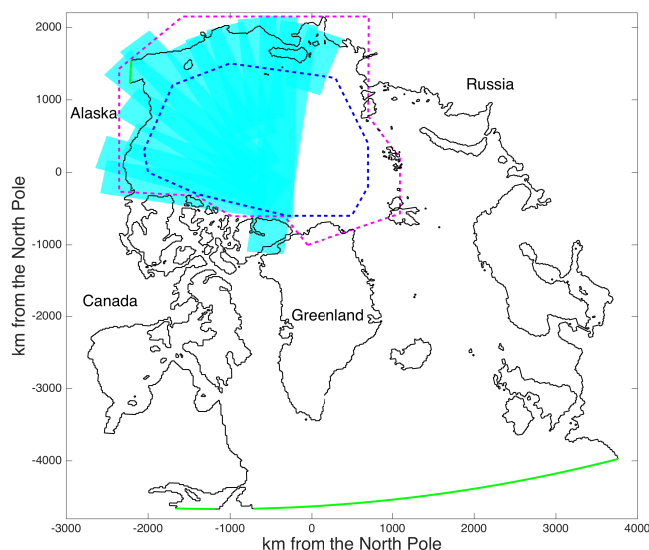 km from the North Pole
2000
1000
0
-1000
-2000
-3000
-4000
Alaska
Russia
Canada
Greenland
-3000 -2000 -1000 0 1000 2000 3000 4000
km from the North Pole